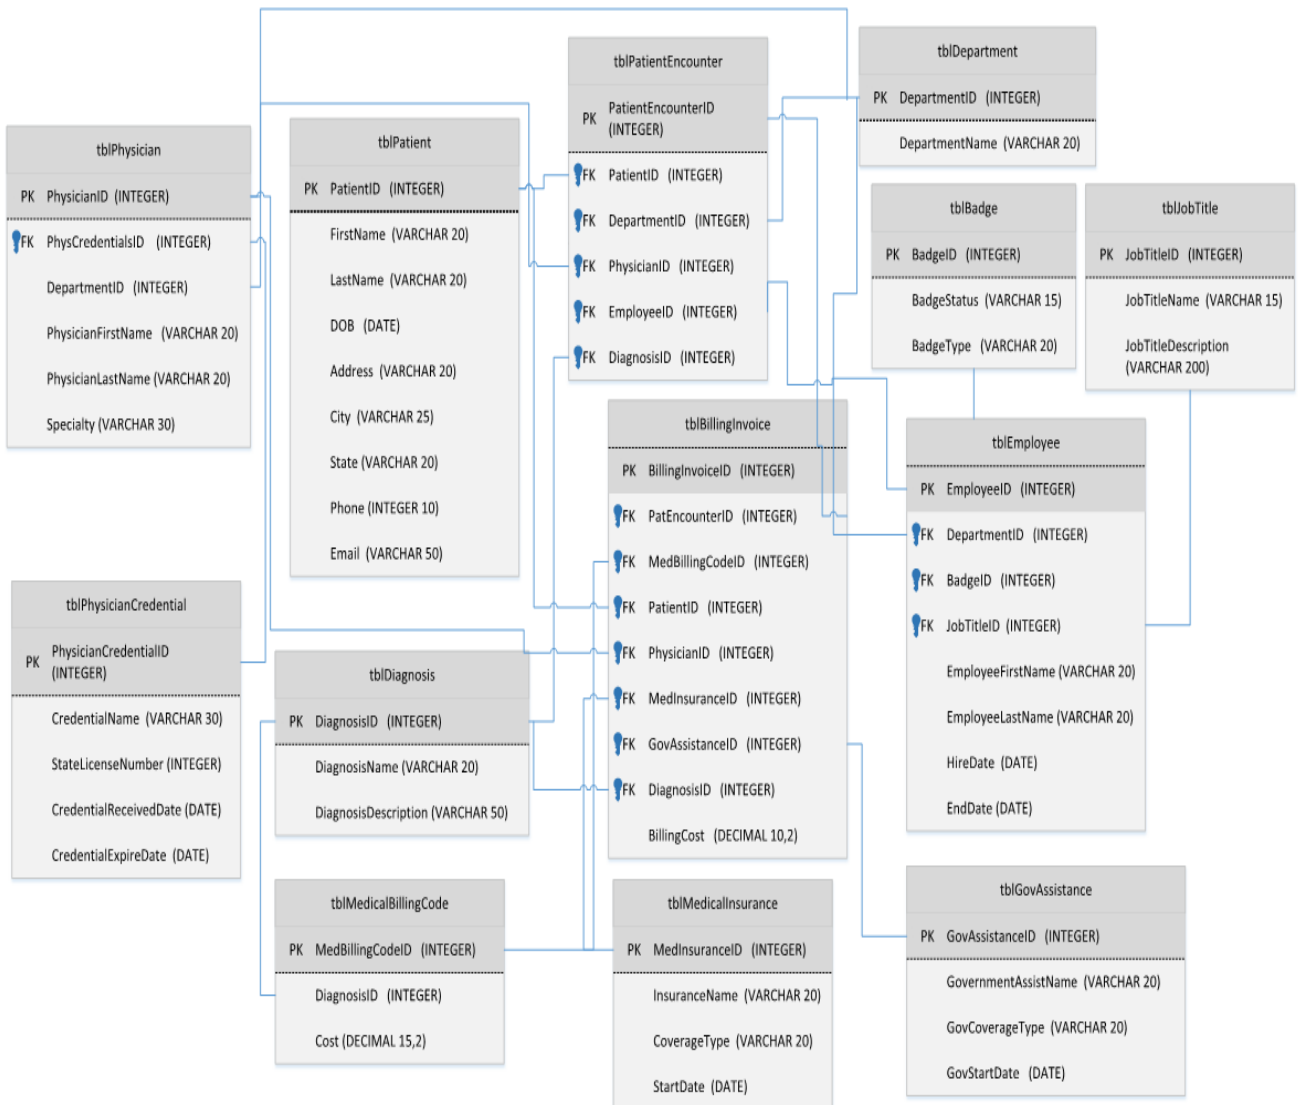 tblPhysician
PK PhysicianID (INTEGER)
FK PhysCredentialsID (INTEGER)
DepartmentID (INTEGER)
PhysicianFirstName (VARCHAR 20)
PhysicianLastName (VARCHAR 20)
Specialty (VARCHAR 30)
tblPatient
PK PatientID (INTEGER)
FirstName (VARCHAR 20)
LastName (VARCHAR 20)
DOB (DATE)
Address (VARCHAR 20)
City (VARCHAR 25)
State (VARCHAR 20)
Phone (INTEGER 10)
Email (VARCHAR 50)
tblPatientEncounter
PK PatientEncounterID
(INTEGER)
FK PatientID (INTEGER)
FK DepartmentID (INTEGER)
FK PhysicianID (INTEGER)
FK EmployeeID (INTEGER)
FK DiagnosisID (INTEGER)
tblDepartment
PK DepartmentID (INTEGER)
DepartmentName (VARCHAR 20)
tblBadge
PK BadgeID (INTEGER)
BadgeStatus (VARCHAR 15)
BadgeType (VARCHAR 20)
tblJobTitle
PK JobTitleID (INTEGER)
JobTitleName (VARCHAR 15)
JobTitleDescription
(VARCHAR 200)
tblBillingInvoice
PK BillingInvoiceID (INTEGER)
FK PatEncounterID (INTEGER)
FK MedBillingCodeID (INTEGER)
FK PatientID (INTEGER)
FK PhysicianID (INTEGER)
FK MedInsuranceID (INTEGER)
FK GovAssistanceID (INTEGER)
FK DiagnosisID (INTEGER)
BillingCost (DECIMAL 10,2)
tblEmployee
PK EmployeeID (INTEGER)
FK DepartmentID (INTEGER)
FK BadgeID (INTEGER)
FK JobTitleID (INTEGER)
EmployeeFirstName (VARCHAR 20)
EmployeeLastName (VARCHAR 20)
HireDate (DATE)
EndDate (DATE)
tblPhysicianCredential
PK PhysicianCredentialID
(INTEGER)
CredentialName (VARCHAR 30)
StateLicenseNumber (INTEGER)
CredentialReceivedDate (DATE)
CredentialExpireDate (DATE)
tblDiagnosis
PK DiagnosisID (INTEGER)
DiagnosisName (VARCHAR 20)
DiagnosisDescription (VARCHAR 50)
tblMedicalBillingCode
PK MedBillingCodeID (INTEGER)
DiagnosisID (INTEGER)
Cost (DECIMAL 15,2)
tblMedicalInsurance
PK MedInsuranceID (INTEGER)
InsuranceName (VARCHAR 20)
CoverageType (VARCHAR 20)
StartDate (DATE)
tblGovAssistance
PK GovAssistanceID (INTEGER)
GovernmentAssistName (VARCHAR 20)
GovCoverageType (VARCHAR 20)
GovStartDate (DATE)